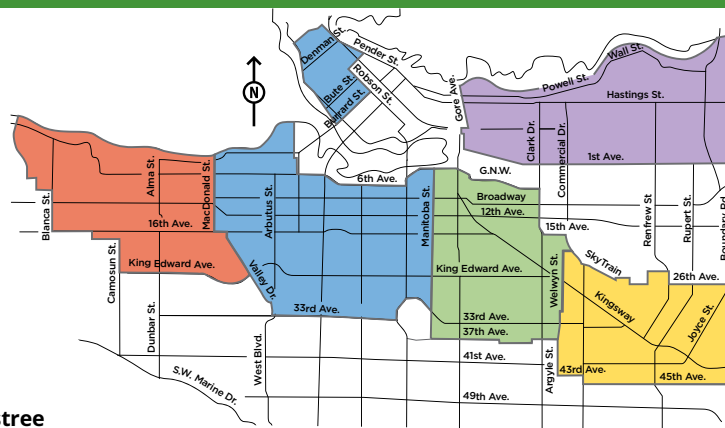 Denman St.
Pender St.
Wall St.
Powell St.
Robson St.
Bute St.
Burrard St.
Gore Ave.
Hastings St.
N
Clark Dr.
Commercial Dr.
1st Ave.
Alma St.
MacDonald St.
6th Ave.
G.N.W.
Blanca St.
Arbutus St.
Manitoba St.
Broadway
12th Ave.
16th Ave.
15th Ave.
Renfrew St
Rupert St.
Boundary Rd.
Camosun St.
King Edward Ave.
Valley Dr.
King Edward Ave.
Welwyn St.
SkyTrain
26th Ave.
Dunbar St.
33rd Ave.
33rd Ave.
37th Ave.
Kingsway
Joyce St.
West Blvd.
41st Ave.
Argyle St.
43rd Ave.
45th Ave.
S.W. Marine Dr.
49th Ave.
stree